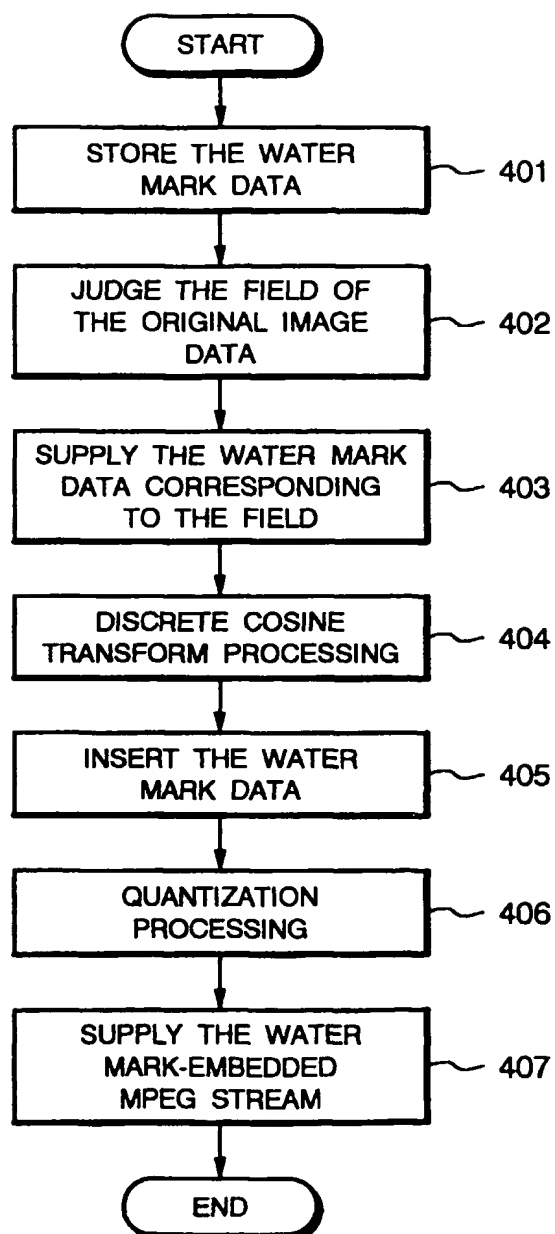 START
STORE THE WATER
MARK DATA
401
JUDGE THE FIELD OF
THE ORIGINAL IMAGE
DATA
402
SUPPLY THE WATER MARK
DATA CORRESPONDING
TO THE FIELD
403
DISCRETE COSINE
TRANSFORM PROCESSING
404
INSERT THE WATER
MARK DATA
405
QUANTIZATION
PROCESSING
406
SUPPLY THE WATER
MARK-EMBEDDED
MPEG STREAM
407
END